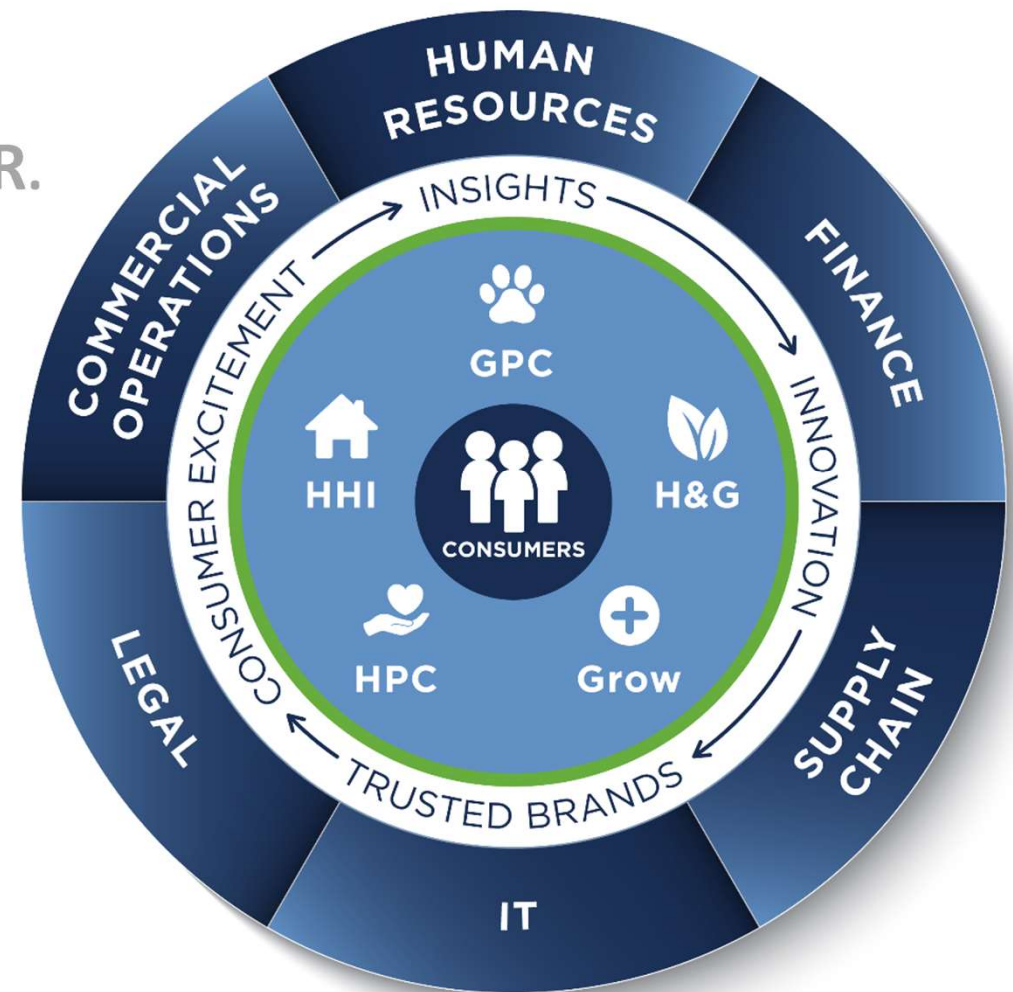 R.
HUMAN
RESOURCES
FINANCE
SUPPLY
CHAIN
IT
LEGAL
COMMERCIAL
OPERATIONS
INSIGHTS
INNOVATION
TRUSTED BRANDS
CONSUMER EXCITEMENT
GPC
H&G
Grow
HPC
HHI
CONSUMERS